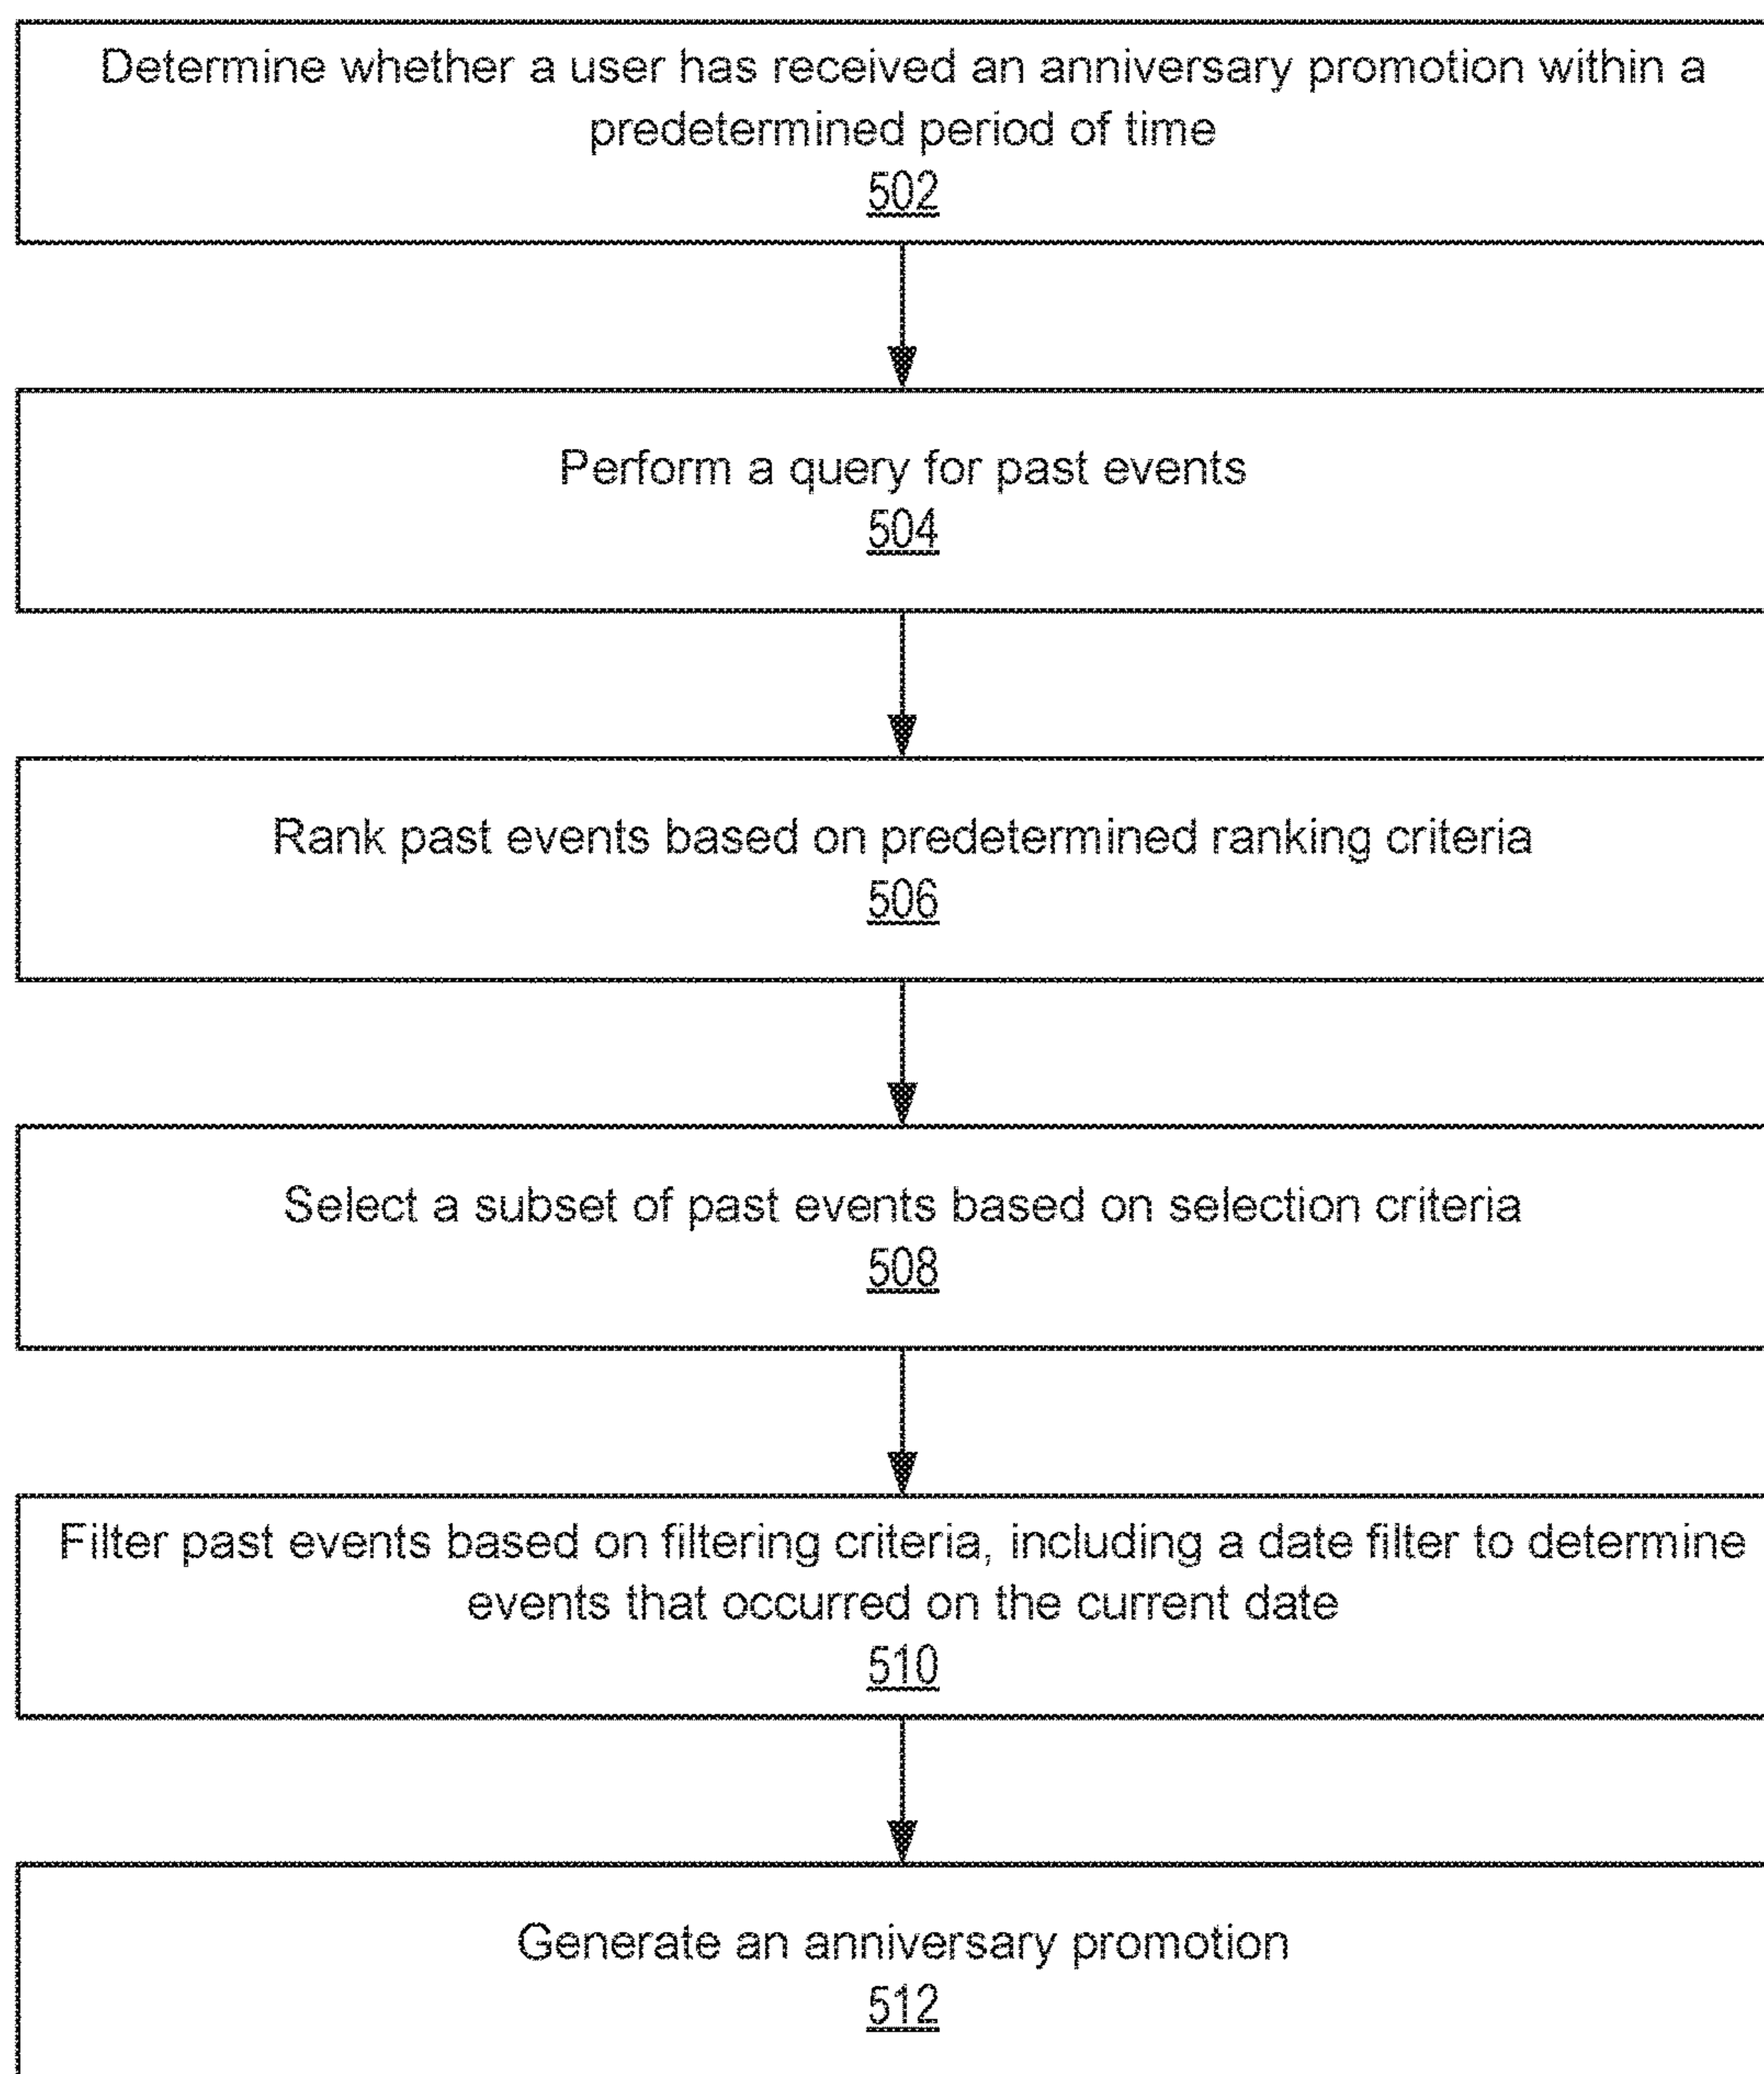 Determine whether a user has received an anniversary promotion within a
predetermined period of time
502
Perform a query for past events
504
Rank past events based on predetermined ranking criteria
506
Select a subset of past events based on selection criteria
508
Filter past events based on filtering criteria, including a date filter to determine
events that occurred on the current date
510
Generate an anniversary promotion
512